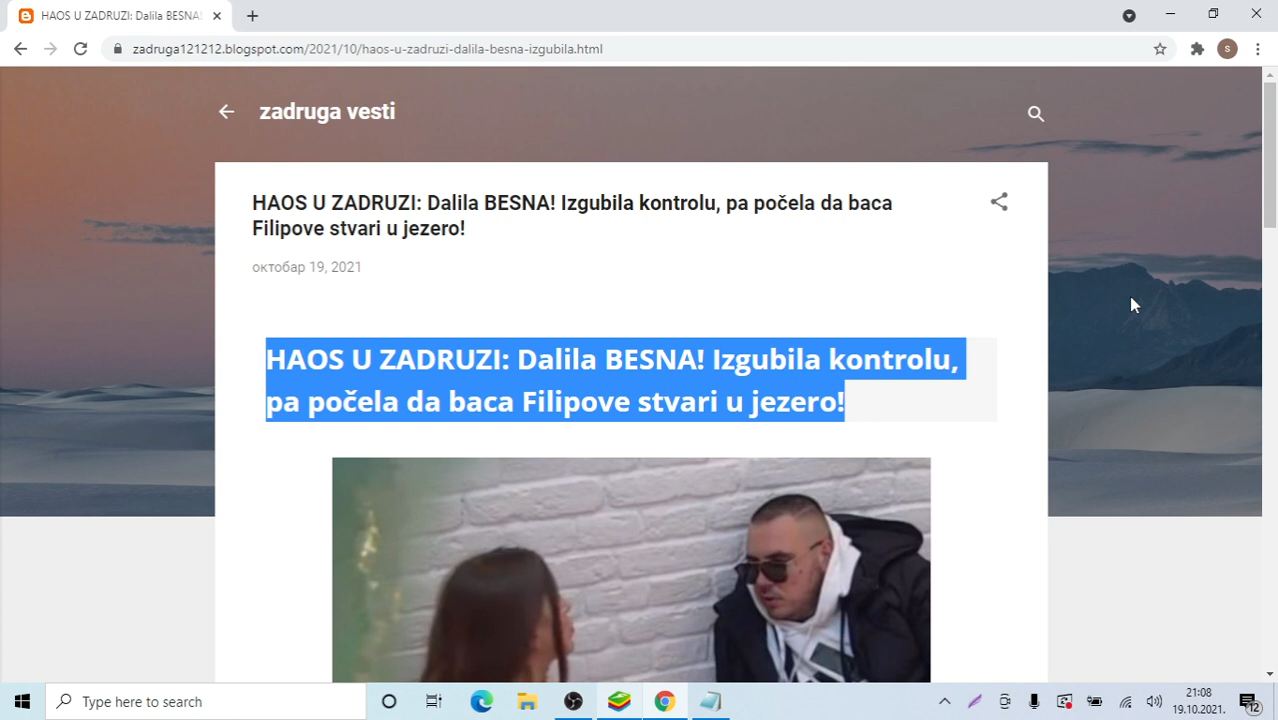 HAOS U ZADRUZI: Dalila BESNA!
zadruga121212.blogspot.com/2021/10/haos-u-zadruzi-dalila-besna-izgubila.html
S
zadruga vesti
HAOS U ZADRUZI: Dalila BESNA! Izgubila kontrolu, pa počela da baca
Filipove stvari u jezero!
октобар 19, 2021
HAOS U ZADRUZI: Dalila BESNA! Izgubila kontrolu,
pa počela da baca Filipove stvari u jezero!
Type here to search
21:08
19.10.2021.
12